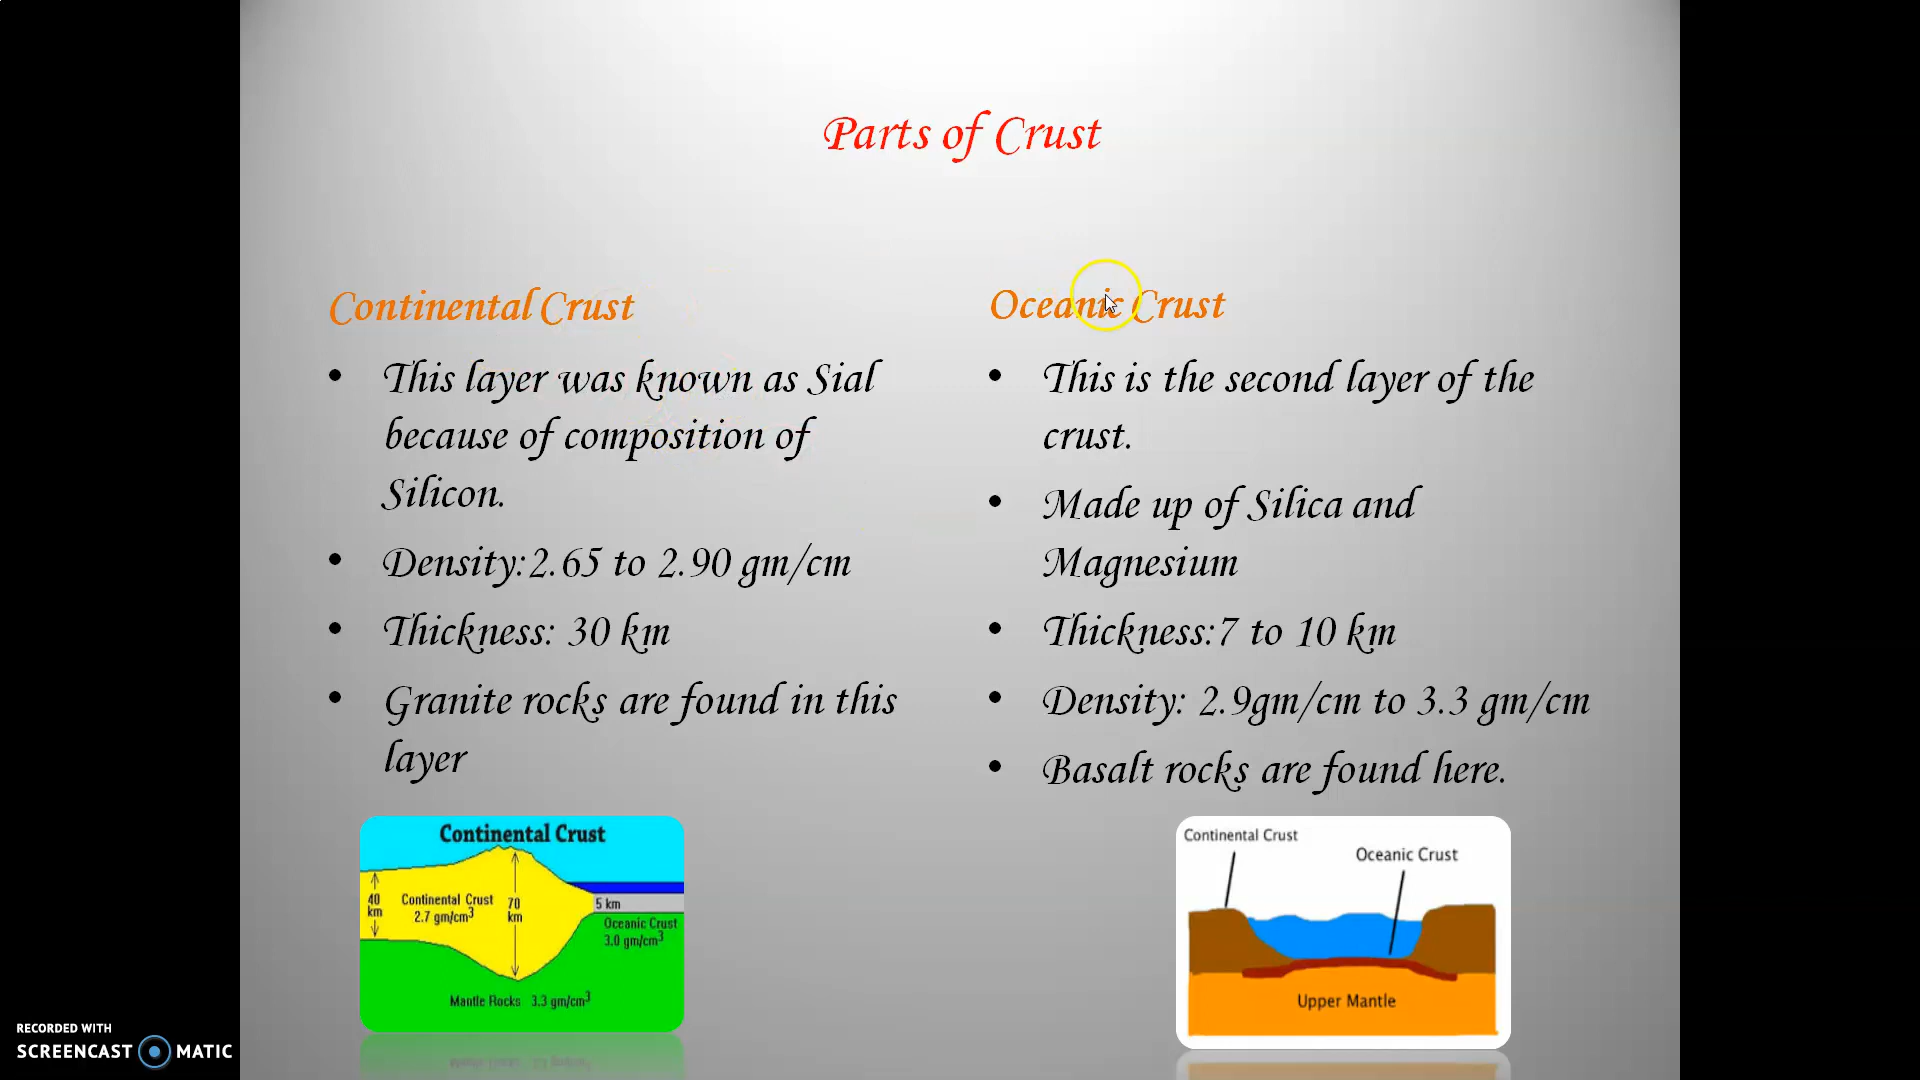 Parts of Crust
Continental Crust
• This layer was known as Sial
because of composition of
Silicon.
• Density:2.65 to 2.90 gm/cm
• Thickness: 30 km
• Granite rocks are found in this
layer
Oceanic Crust
• This is the second layer of the
crust.
• Made up of Silica and
Magnesium
• Thickness:7 to 10 km
• Density: 2.9gm/cm to 3.3 gm/cm
• Basalt rocks are found here.
Continental Crust
40
km
Continental Crust
2.7 gm/cm³
70
km
5 km
Oceanic Crust
3.0 gm/cm³
Mantle Rocks 3.3 gm/cm³
Continental Crust
Oceanic Crust
Upper Mantle
RECORDED WITH
SCREENCAST MATIC